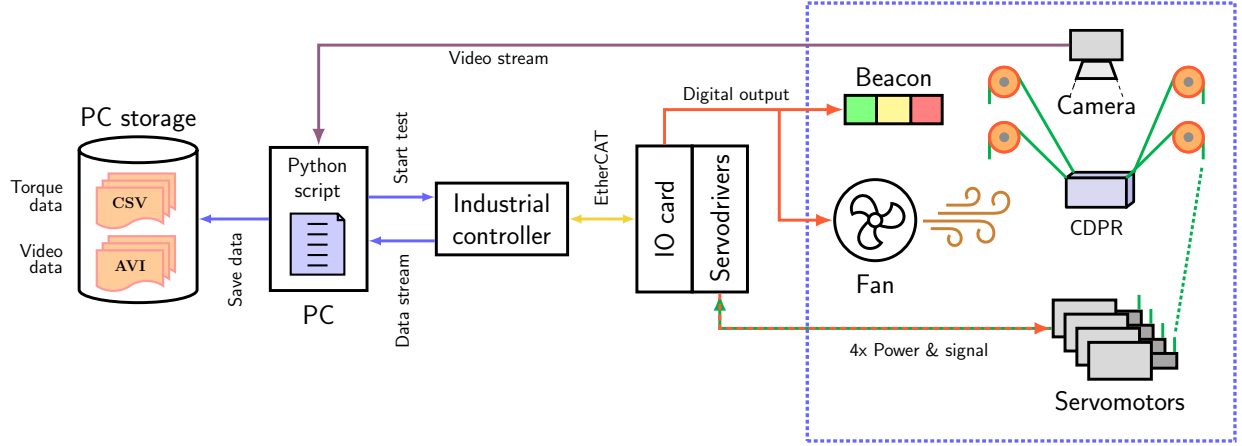 PC storage
Torque
data
CSV
Video
data
AVI
Save data
Python
script
PC
Video stream
Start test
Data stream
Industrial
controller
EtherCAT
IO card
Servodrivers
Digital output
4x Power & signal
Beacon
Fan
Camera
CDPR
Servomotors